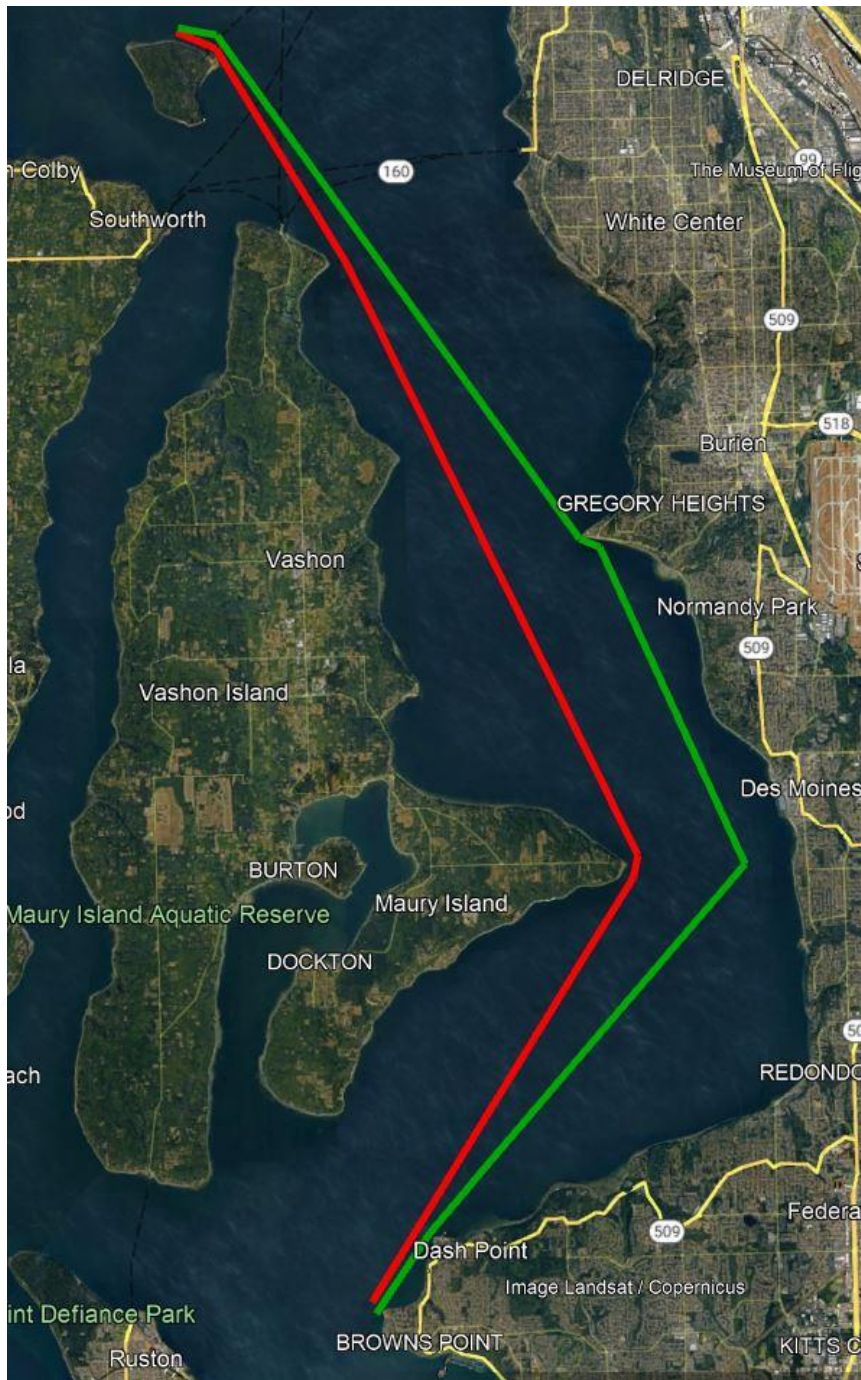 DELRIDGE
99
The Museum of Flig
n Colby
160
Southworth
White Center
509
518
Burien
GREGORY HEIGHTS
S
Vashon
Normandy Park
509
la
Vashon Island
Des Moines
od
BURTON
Maury Island
Maury Island Aquatic Reserve
DOCKTON
50
ach
REDONDO
Federa
509
Dash Point
Image Landsat / Copernicus
int Defiance Park
BROWNS POINT
KITTS C
Ruston